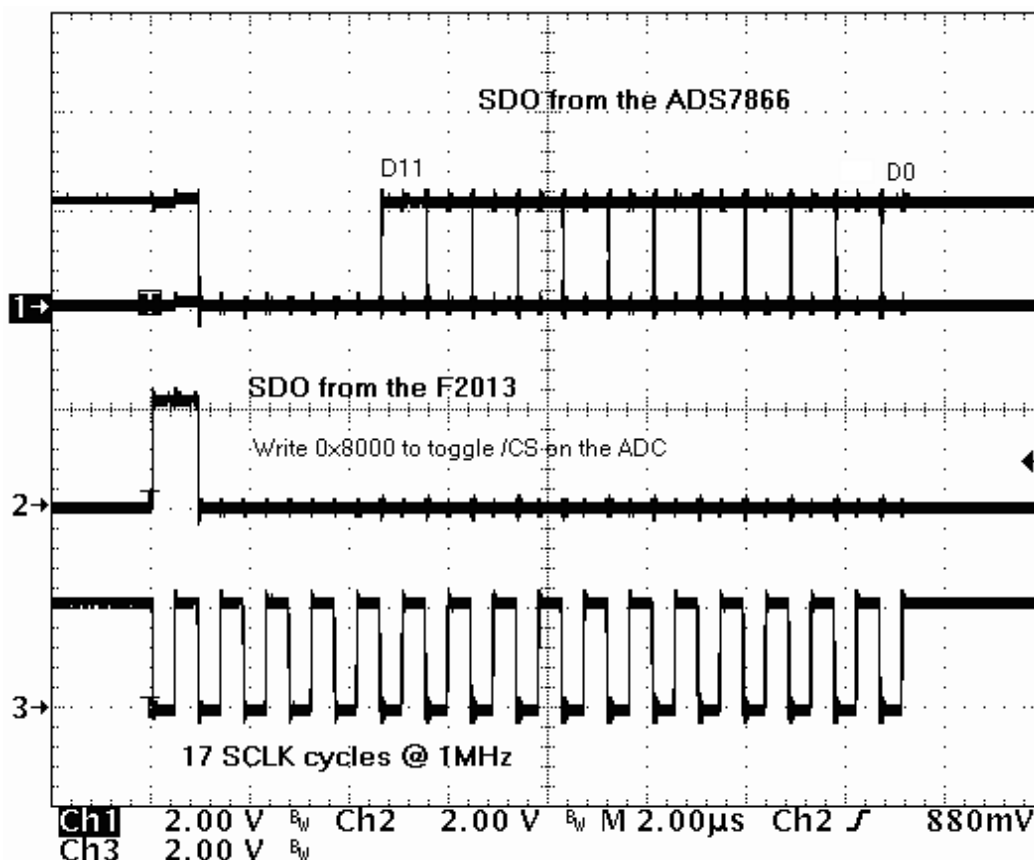 SDO from the ADS7866
D11
D0
1
SDO from the F2013
Write 0x8000 to toggle /CS on the ADC
2
3
17 SCLK cycles @ 1MHz
Ch1 2.00 V BW Ch2 2.00 V BW M 2.00µs Ch2 880mV
Ch3 2.00 V BW